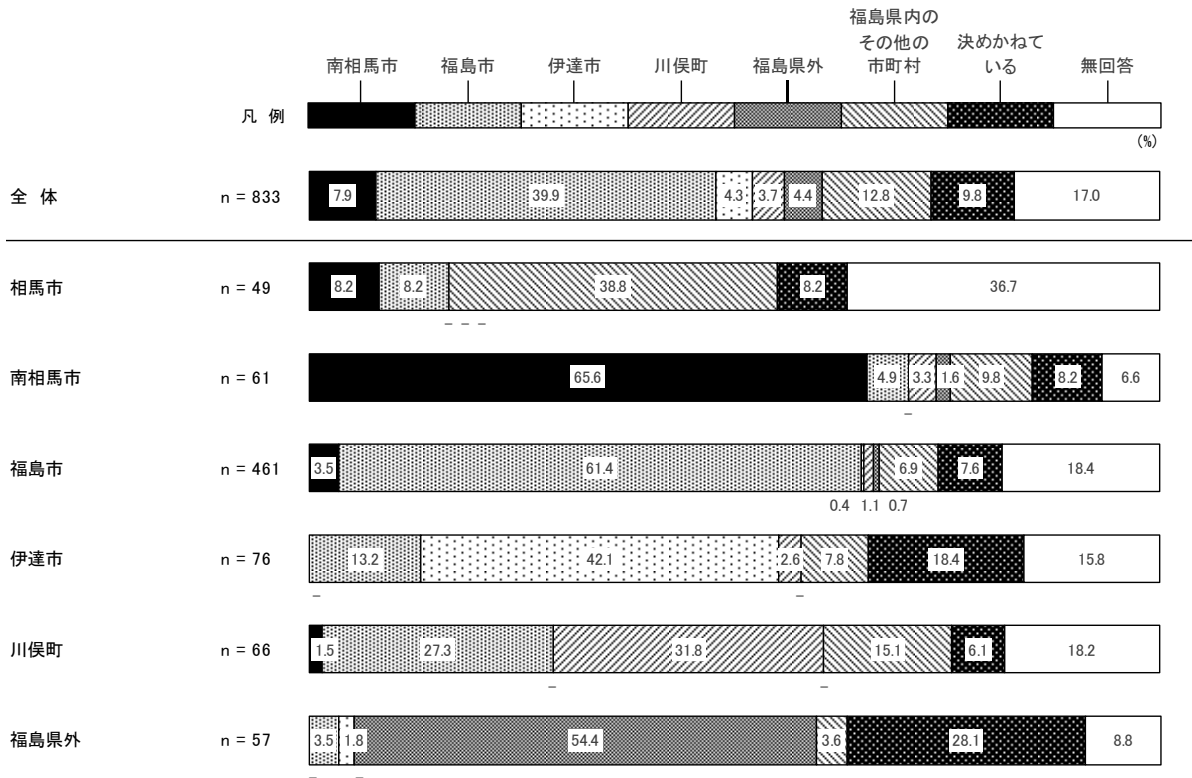 福島県内の
その他の
市町村
決めかねて
いる
南相馬市 福島市 伊達市 川俣町 福島県外 無回答
凡 例
(%)
全 体 n = 833 7.9 39.9 4.3 3.7 4.4 12.8 9.8 17.0
相馬市 n = 49 8.2 8.2 38.8 8.2 36.7
– – –
南相馬市 n = 61 65.6 4.9 3.3 1.6 9.8 8.2 6.6
–
福島市 n = 461 3.5 61.4 6.9 7.6 18.4
0.4 1.1 0.7
伊達市 n = 76 13.2 42.1 2.6 7.8 18.4 15.8
– –
川俣町 n = 66 1.5 27.3 31.8 15.1 6.1 18.2
– –
福島県外 n = 57 3.5 1.8 54.4 3.6 28.1 8.8
– –